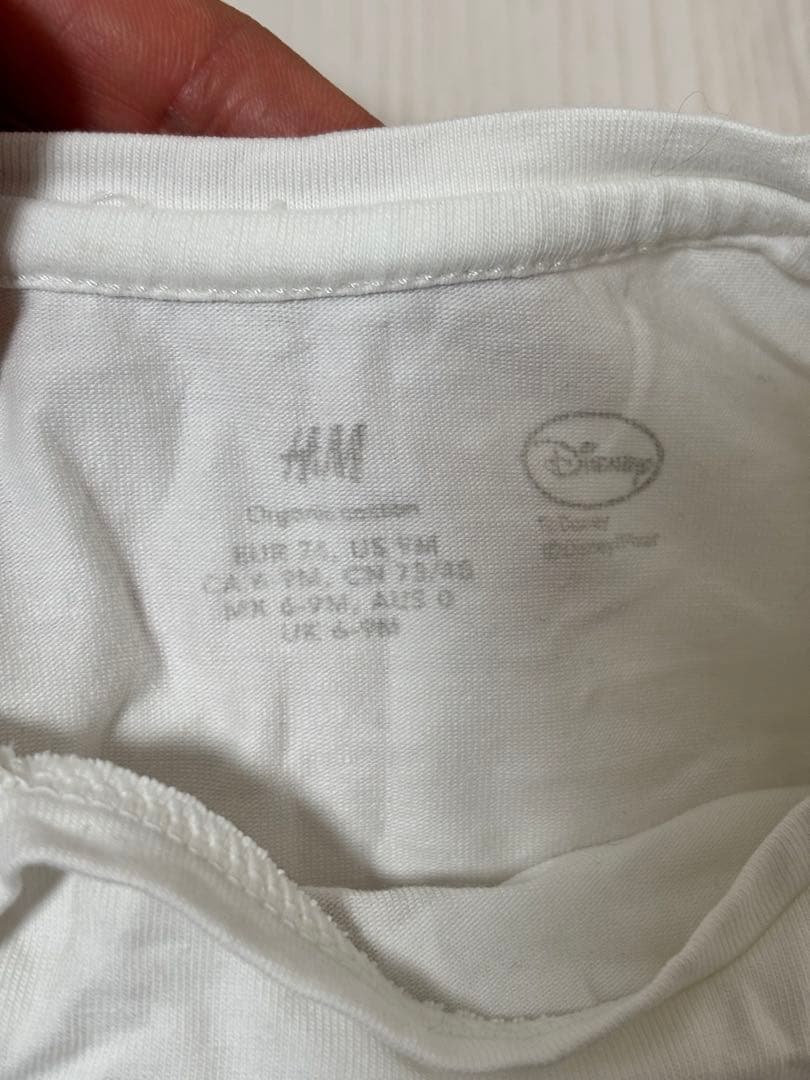 H&M
Organic cotton
EUR 74, US 9M
CA 6-9M, CN 73/48
MX 6-9M, AUS 0
UK 6-9M
Disney
©Disney